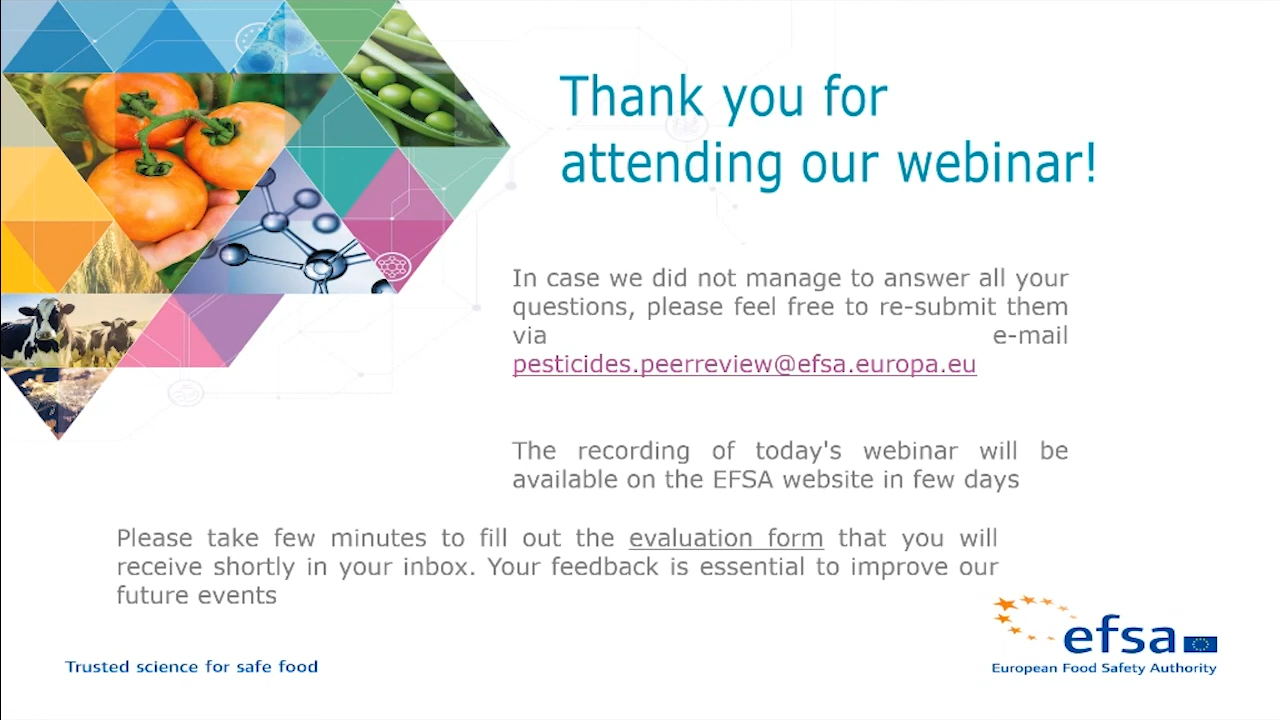 Thank you for
attending our webinar!
In case we did not manage to answer all your
questions, please feel free to re-submit them
via e-mail
pesticides.peerreview@efsa.europa.eu
The recording of today's webinar will be
available on the EFSA website in few days
Please take few minutes to fill out the evaluation form that you will
receive shortly in your inbox. Your feedback is essential to improve our
future events
Trusted science for safe food
efsa
European Food Safety Authority